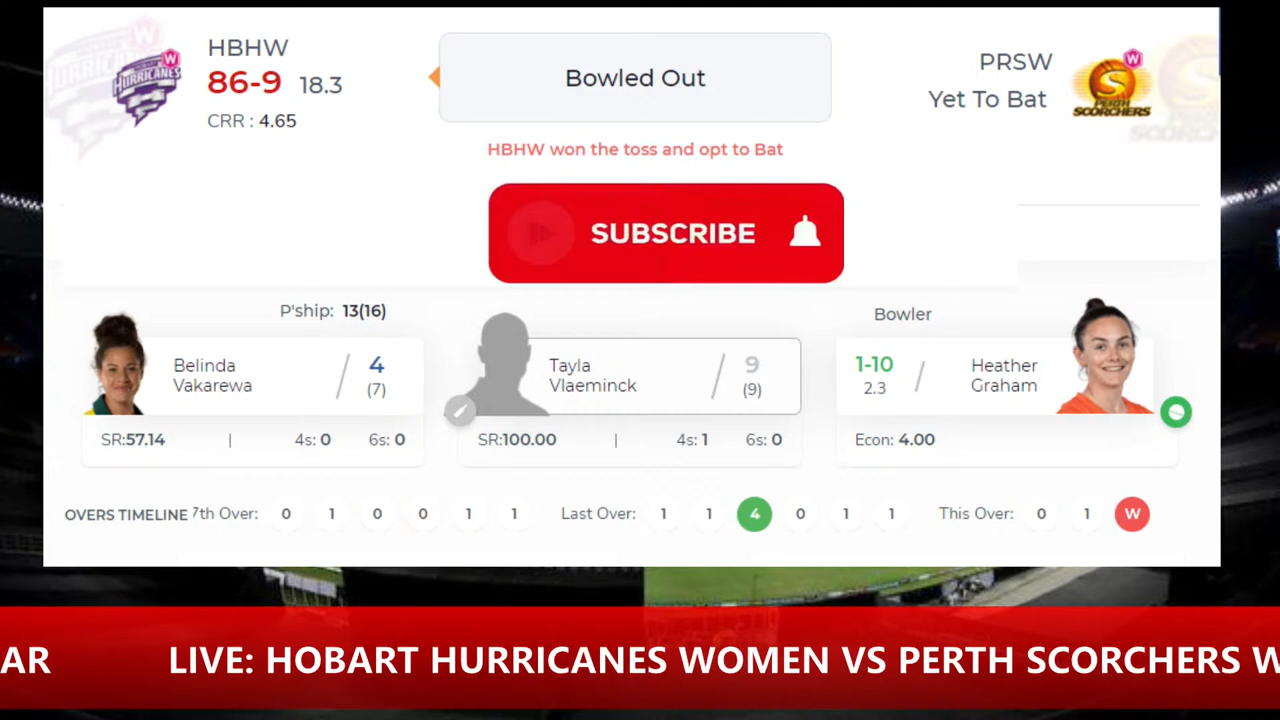 HBHW
86-9 18.3
CRR : 4.65
Bowled Out
HBHW won the toss and opt to Bat
PRSW
Yet To Bat
W
HURRICANES
W
PERTH
SCORCHERS
SUBSCRIBE
P'ship: 13(16)
Bowler
Belinda
Vakarewa
4
(7)
Tayla
Vlaeminck
9
(9)
1-10
2.3
Heather
Graham
SR:57.14 | 4s: 0 6s: 0
SR:100.00 | 4s: 1 6s: 0
Econ: 4.00
OVERS TIMELINE 7th Over: 0 1 0 0 1 1 Last Over: 1 1 4 0 1 1 This Over: 0 1 W
AR LIVE: HOBART HURRICANES WOMEN VS PERTH SCORCHERS W